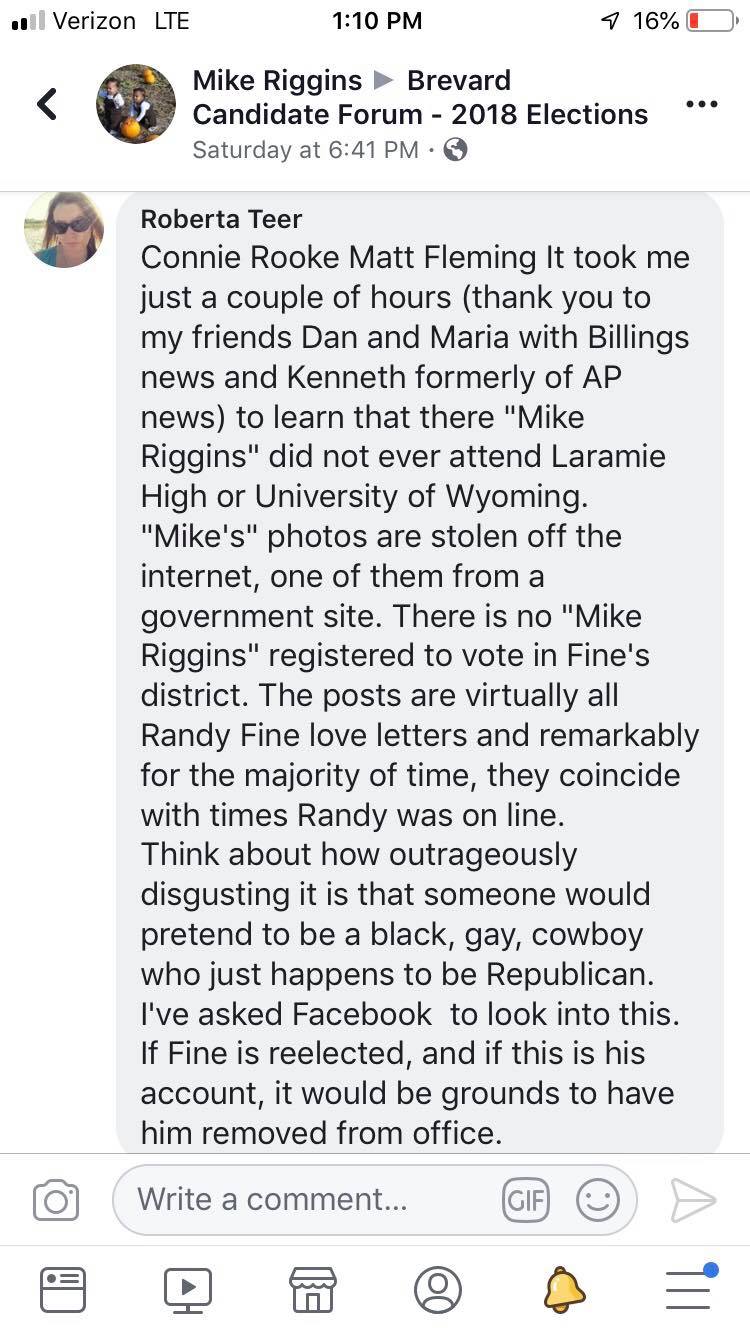 Verizon LTE 1:10 PM 16%
Mike Riggins ▶ Brevard
Candidate Forum - 2018 Elections
Saturday at 6:41 PM ·
Roberta Teer
Connie Rooke Matt Fleming It took me
just a couple of hours (thank you to
my friends Dan and Maria with Billings
news and Kenneth formerly of AP
news) to learn that there "Mike
Riggins" did not ever attend Laramie
High or University of Wyoming.
"Mike's" photos are stolen off the
internet, one of them from a
government site. There is no "Mike
Riggins" registered to vote in Fine's
district. The posts are virtually all
Randy Fine love letters and remarkably
for the majority of time, they coincide
with times Randy was on line.
Think about how outrageously
disgusting it is that someone would
pretend to be a black, gay, cowboy
who just happens to be Republican.
I've asked Facebook  to look into this.
If Fine is reelected, and if this is his
account, it would be grounds to have
him removed from office.
Write a comment... GIF